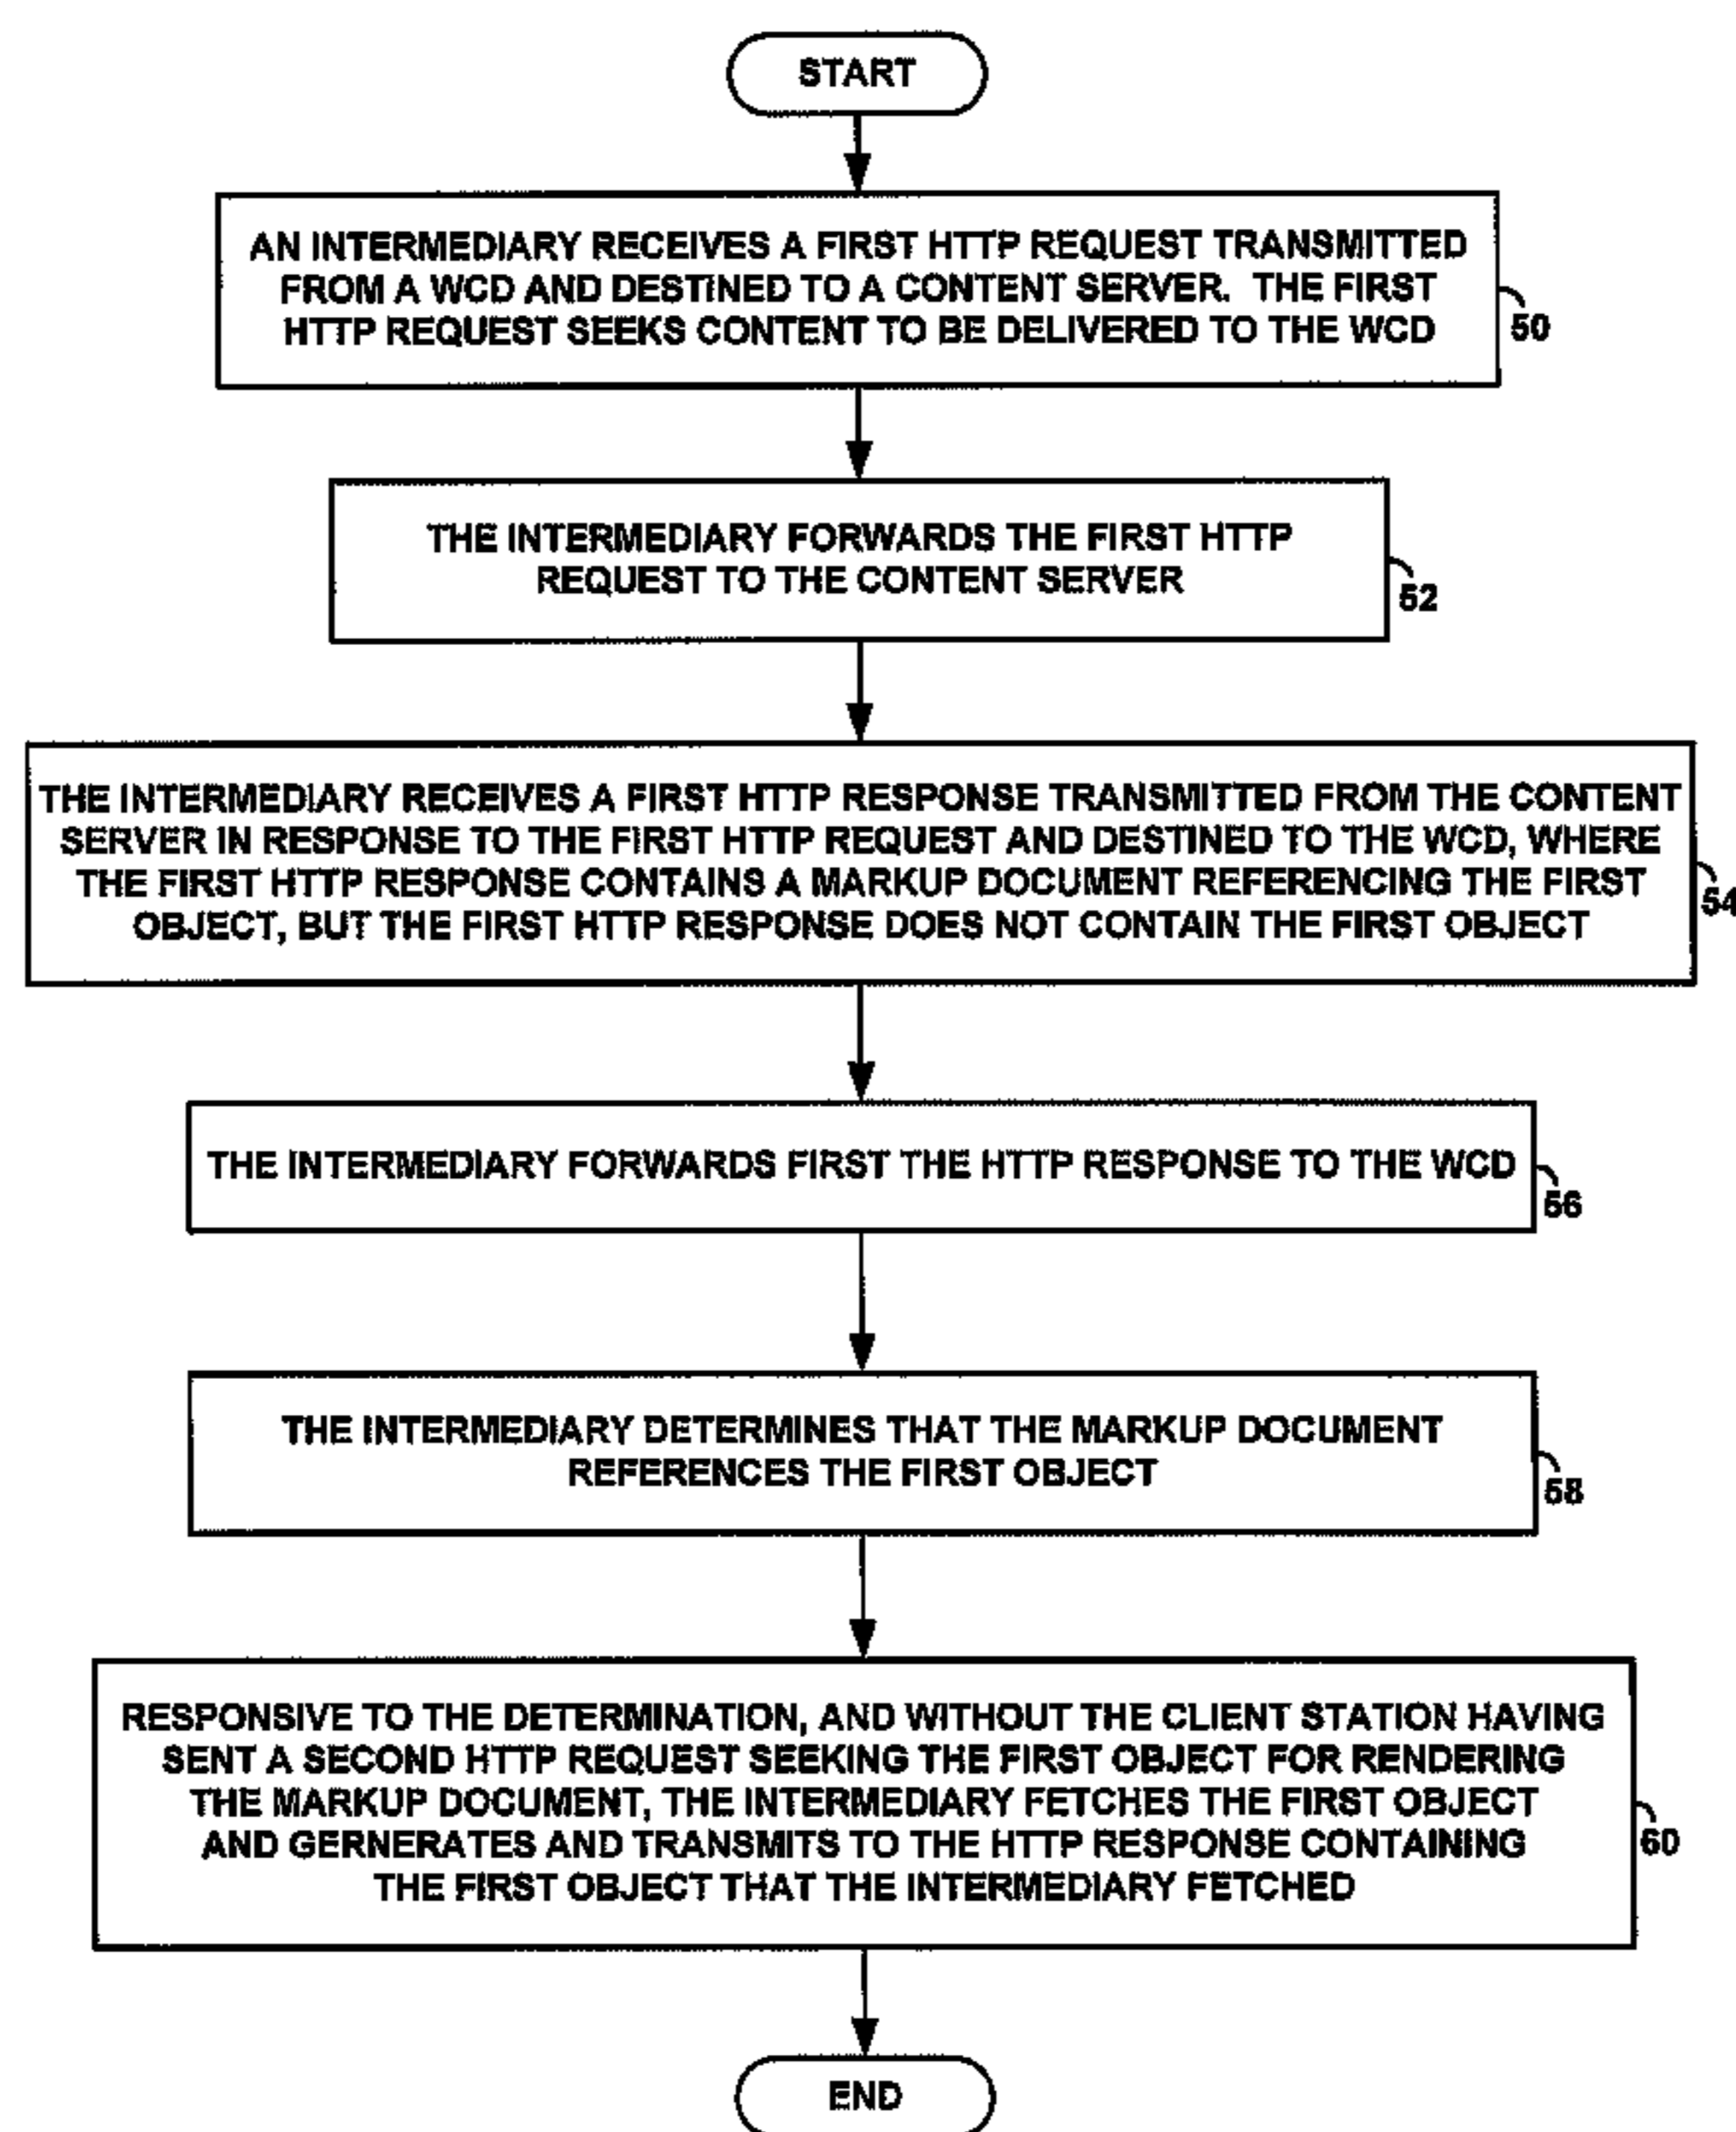 START
AN INTERMEDIARY RECEIVES A FIRST HTTP REQUEST TRANSMITTED
FROM A WCD AND DESTINED TO A CONTENT SERVER. THE FIRST
HTTP REQUEST SEEKS CONTENT TO BE DELIVERED TO THE WCD
50
THE INTERMEDIARY FORWARDS THE FIRST HTTP
REQUEST TO THE CONTENT SERVER
52
THE INTERMEDIARY RECEIVES A FIRST HTTP RESPONSE TRANSMITTED FROM THE CONTENT
SERVER IN RESPONSE TO THE FIRST HTTP REQUEST AND DESTINED TO THE WCD, WHERE
THE FIRST HTTP RESPONSE CONTAINS A MARKUP DOCUMENT REFERENCING THE FIRST
OBJECT, BUT THE FIRST HTTP RESPONSE DOES NOT CONTAIN THE FIRST OBJECT
54
THE INTERMEDIARY FORWARDS FIRST THE HTTP RESPONSE TO THE WCD
56
THE INTERMEDIARY DETERMINES THAT THE MARKUP DOCUMENT
REFERENCES THE FIRST OBJECT
58
RESPONSIVE TO THE DETERMINATION, AND WITHOUT THE CLIENT STATION HAVING
SENT A SECOND HTTP REQUEST SEEKING THE FIRST OBJECT FOR RENDERING
THE MARKUP DOCUMENT, THE INTERMEDIARY FETCHES THE FIRST OBJECT
AND GERNERATES AND TRANSMITS TO THE HTTP RESPONSE CONTAINING
THE FIRST OBJECT THAT THE INTERMEDIARY FETCHED
60
END